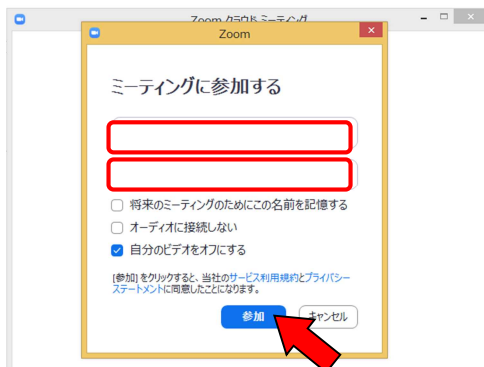 Zoom クラウド ミーティング
Zoom
ミーティングに参加する
将来のミーティングのためにこの名前を記憶する
オーディオに接続しない
自分のビデオをオフにする
[参加] をクリックすると、当社のサービス利用規約とプライバシー
ステートメントに同意したことになります。
参加 キャンセル